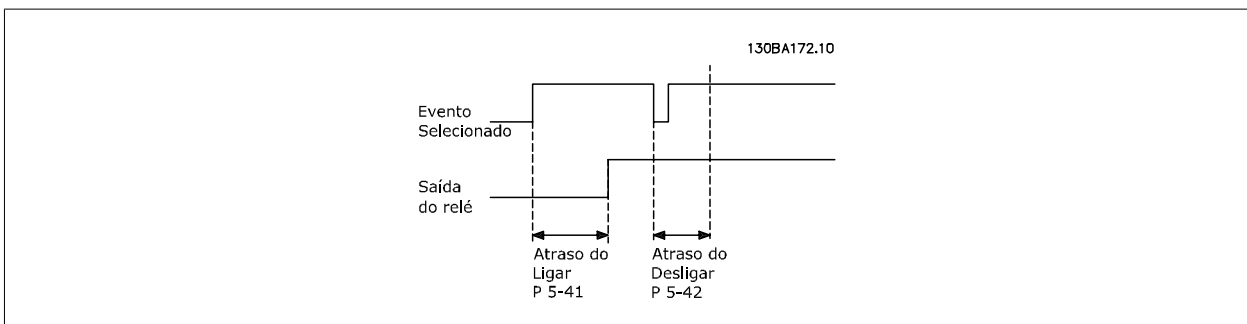 130BA172.10
Evento
Selecionado
Saída
do relé
Atraso do
Ligar
P 5-41
Atraso do
Desligar
P 5-42